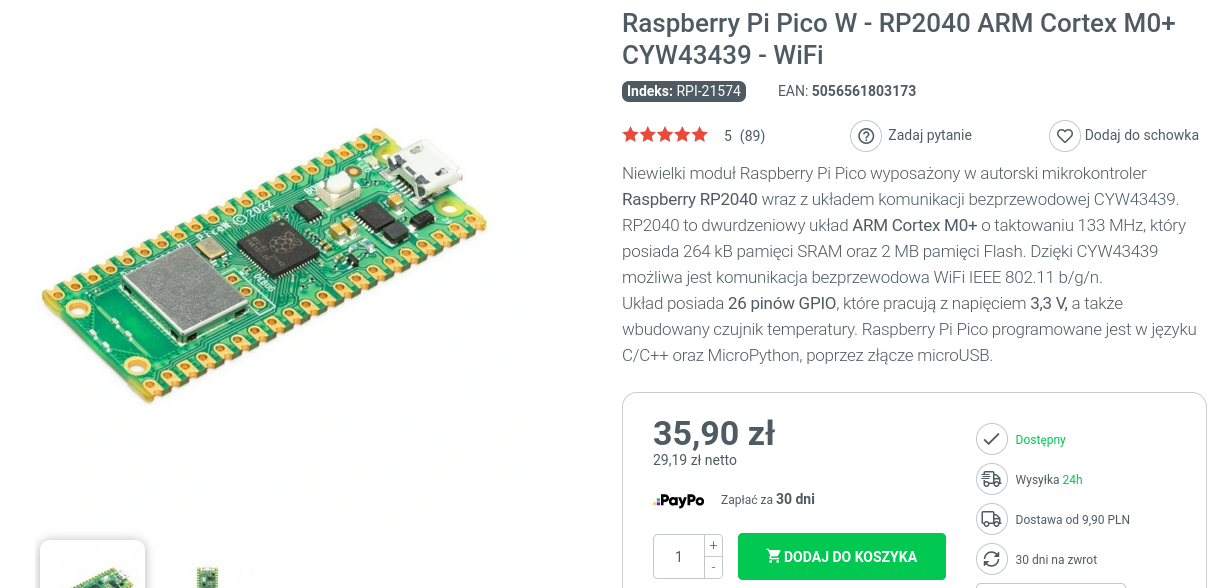 Raspberry Pi Pico W - RP2040 ARM Cortex M0+
CYW43439 - WiFi
Indeks: RPI-21574 EAN: 5056561803173
5 (89) Zadaj pytanie Dodaj do schowka
Niewielki moduł Raspberry Pi Pico wyposażony w autorski mikrokontroler
Raspberry RP2040 wraz z układem komunikacji bezprzewodowej CYW43439.
RP2040 to dwurdzeniowy układ ARM Cortex M0+ o taktowaniu 133 MHz, który
posiada 264 kB pamięci SRAM oraz 2 MB pamięci Flash. Dzięki CYW43439
możliwa jest komunikacja bezprzewodowa WiFi IEEE 802.11 b/g/n.
Układ posiada 26 pinów GPIO, które pracują z napięciem 3,3 V, a także
wbudowany czujnik temperatury. Raspberry Pi Pico programowane jest w języku
C/C++ oraz MicroPython, poprzez złącze microUSB.
35,90 zł
29,19 zł netto
PayPo Zapłać za 30 dni
1 + -
DODAJ DO KOSZYKA
Dostępny
Wysyłka 24h
Dostawa od 9,90 PLN
30 dni na zwrot
© 2022
DEBUG